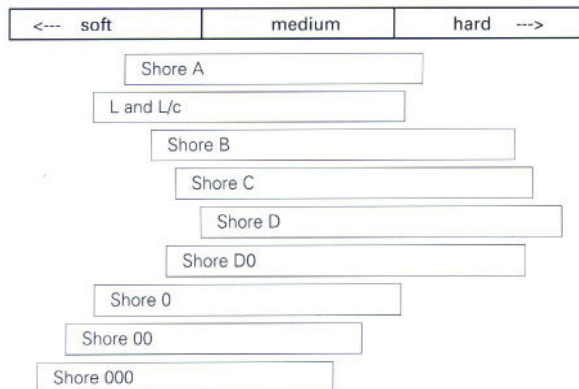 <--- soft medium hard --->
Shore A
L and L/c
Shore B
Shore C
Shore D
Shore D0
Shore 0
Shore 00
Shore 000